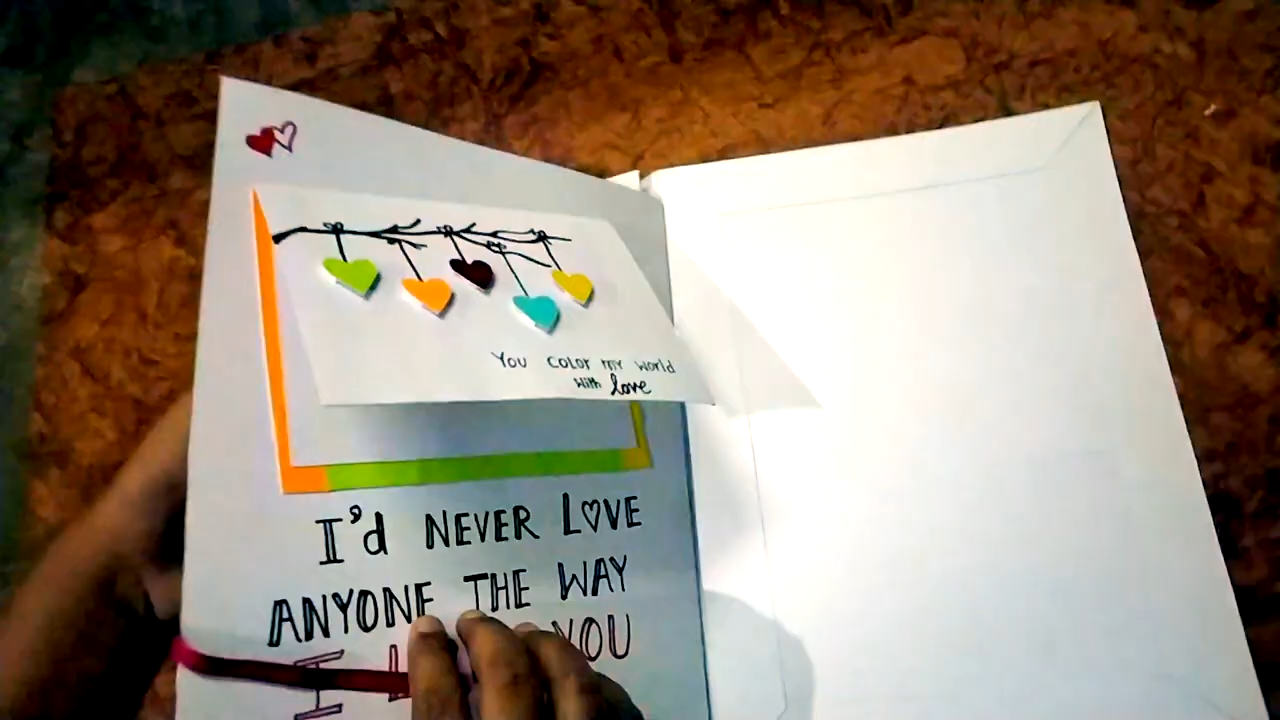 You color my world
with love
I'd NEVER LOVE
ANYONE THE WAY
I YOU